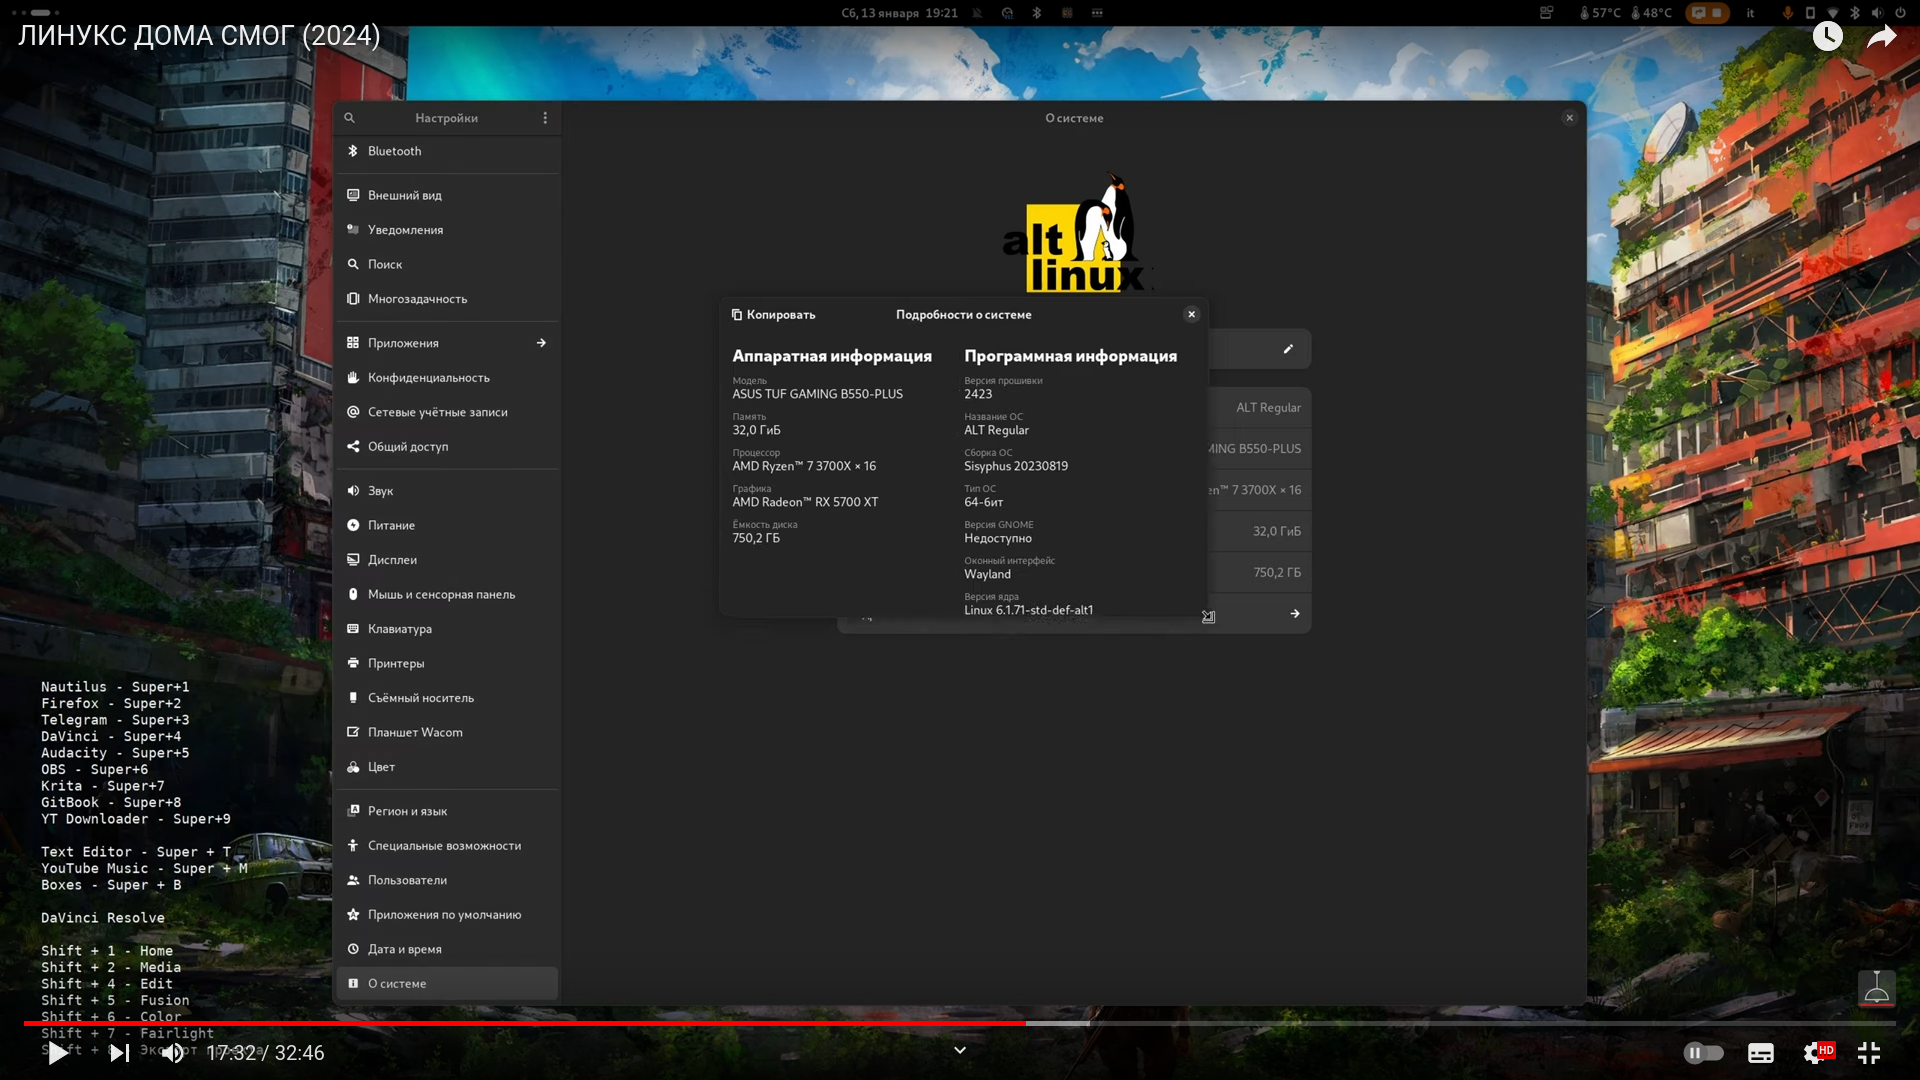 Сб, 13 января 19:21
57°C 48°C
it
ЛИНУКС ДОМА СМОГ (2024)
Настройки
О системе
Bluetooth
Внешний вид
Уведомления
Поиск
Многозадачность
Приложения
Конфиденциальность
Сетевые учётные записи
Общий доступ
Звук
Питание
Дисплеи
Мышь и сенсорная панель
Клавиатура
Принтеры
Съёмный носитель
Планшет Wacom
Цвет
Регион и язык
Специальные возможности
Пользователи
Приложения по умолчанию
Дата и время
О системе
alt
linux
Копировать
Подробности о системе
Аппаратная информация
Модель
ASUS TUF GAMING B550-PLUS
Память
32,0 ГиБ
Процессор
AMD Ryzen™ 7 3700X × 16
Графика
AMD Radeon™ RX 5700 XT
Ёмкость диска
750,2 ГБ
Программная информация
Версия прошивки
2423
Название ОС
ALT Regular
Сборка ОС
Sisyphus 20230819
Тип ОС
64-бит
Версия GNOME
Недоступно
Оконный интерфейс
Wayland
Версия ядра
Linux 6.1.71-std-def-alt1
ALT Regular
MING B550-PLUS
en™ 7 3700X × 16
32,0 ГиБ
750,2 ГБ
Nautilus - Super+1
Firefox - Super+2
Telegram - Super+3
DaVinci - Super+4
Audacity - Super+5
OBS - Super+6
Krita - Super+7
GitBook - Super+8
YT Downloader - Super+9
Text Editor - Super + T
YouTube Music - Super + M
Boxes - Super + B
DaVinci Resolve
Shift + 1 - Home
Shift + 2 - Media
Shift + 4 - Edit
Shift + 5 - Fusion
Shift + 6 - Color
Shift + 7 - Fairlight
17:32 / 32:46
HD